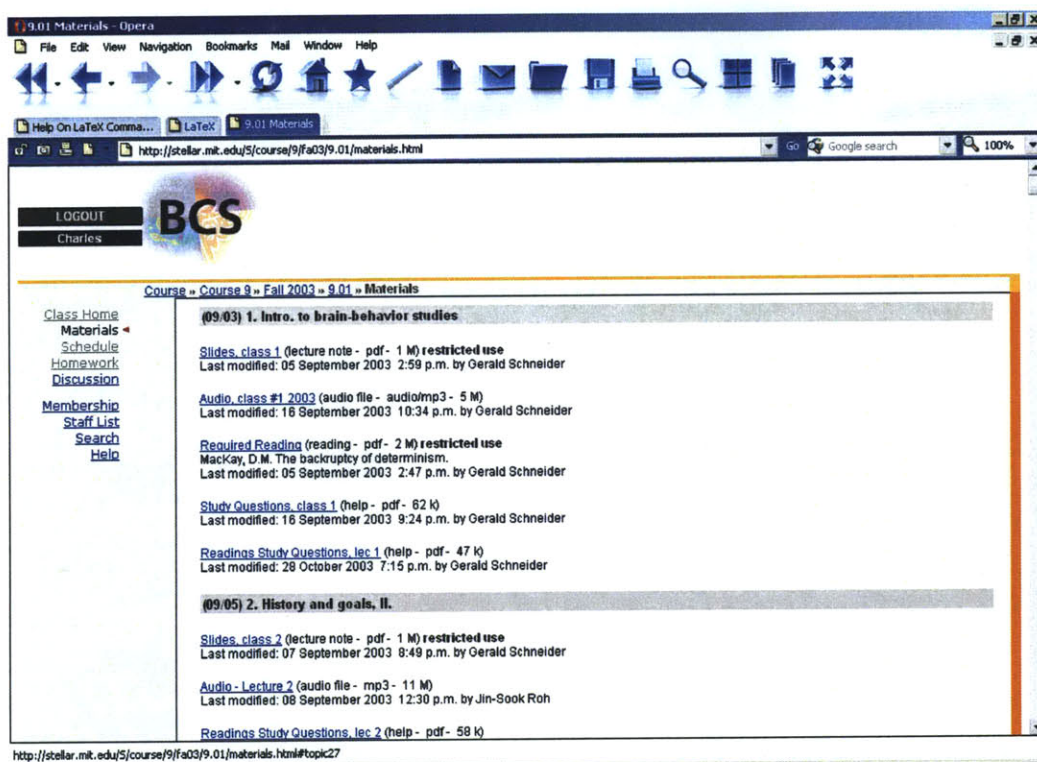 9.01 Materials - Opera
File Edit View Navigation Bookmarks Mail Window Help
Help On LaTeX Comma... LaTeX 9.01 Materials
http://stellar.mit.edu/S/course/9/fa03/9.01/materials.html Go Google search 100%
LOGOUT
Charles
BCS
Course » Course 9 » Fall 2003 » 9.01 » Materials
Class Home
Materials
Schedule
Homework
Discussion
Membership
Staff List
Search
Help
(09/03) 1. Intro. to brain-behavior studies
Slides, class 1 (lecture note - pdf - 1 M) restricted use
Last modified: 05 September 2003 2:59 p.m. by Gerald Schneider
Audio, class #1 2003 (audio file - audio/mp3 - 5 M)
Last modified: 16 September 2003 10:34 p.m. by Gerald Schneider
Required Reading (reading - pdf - 2 M) restricted use
MacKay, D.M. The backruptcy of determinism.
Last modified: 05 September 2003 2:47 p.m. by Gerald Schneider
Study Questions, class 1 (help - pdf - 62 k)
Last modified: 16 September 2003 9:24 p.m. by Gerald Schneider
Readings Study Questions, lec 1 (help - pdf - 47 k)
Last modified: 28 October 2003 7:15 p.m. by Gerald Schneider
(09/05) 2. History and goals, II.
Slides, class 2 (lecture note - pdf - 1 M) restricted use
Last modified: 07 September 2003 8:49 p.m. by Gerald Schneider
Audio - Lecture 2 (audio file - mp3 - 11 M)
Last modified: 08 September 2003 12:30 p.m. by Jin-Sook Roh
Readings Study Questions, lec 2 (help - pdf - 58 k)
http://stellar.mit.edu/S/course/9/fa03/9.01/materials.html#topic27